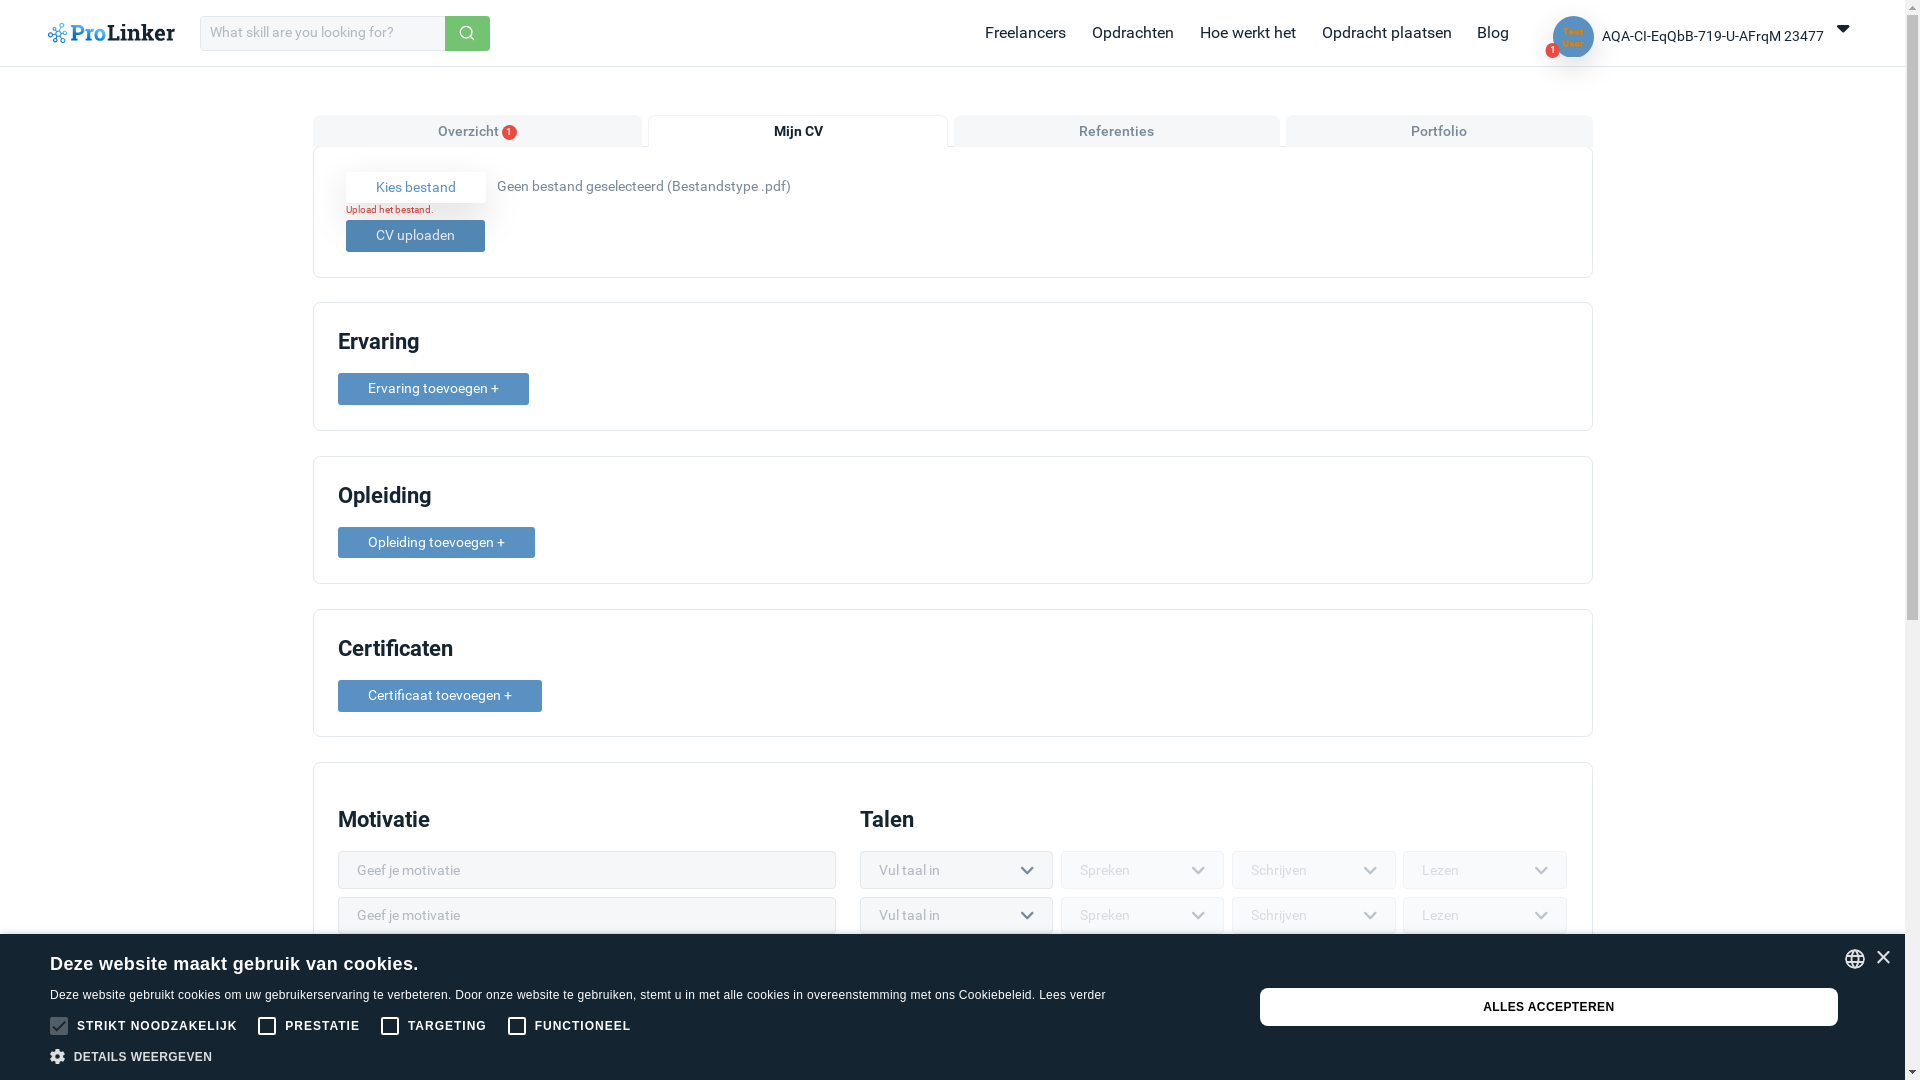 ProLinker
What skill are you looking for?
Freelancers
Opdrachten
Hoe werkt het
Opdracht plaatsen
Blog
Test User
1
AQA-CI-EqQbB-719-U-AFrqM 23477
Overzicht 1
Mijn CV
Referenties
Portfolio
Kies bestand
Geen bestand geselecteerd (Bestandstype .pdf)
Upload het bestand.
CV uploaden
Ervaring
Ervaring toevoegen +
Opleiding
Opleiding toevoegen +
Certificaten
Certificaat toevoegen +
Motivatie
Talen
Geef je motivatie
Vul taal in
Spreken
Schrijven
Lezen
Geef je motivatie
Vul taal in
Spreken
Schrijven
Lezen
Deze website maakt gebruik van cookies.
Deze website gebruikt cookies om uw gebruikerservaring te verbeteren. Door onze website te gebruiken, stemt u in met alle cookies in overeenstemming met ons Cookiebeleid. Lees verder
STRIKT NOODZAKELIJK
PRESTATIE
TARGETING
FUNCTIONEEL
DETAILS WEERGEVEN
ALLES ACCEPTEREN